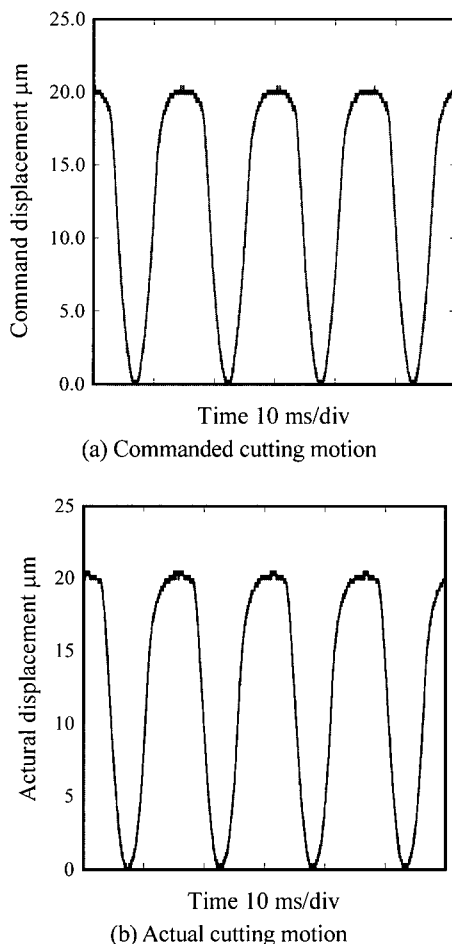 25.0
20.0
15.0
10.0
5.0
0.0
Command displacement μm
Time 10 ms/div
(a) Commanded cutting motion
25
20
15
10
5
0
Actural displacement μm
Time 10 ms/div
(b) Actual cutting motion